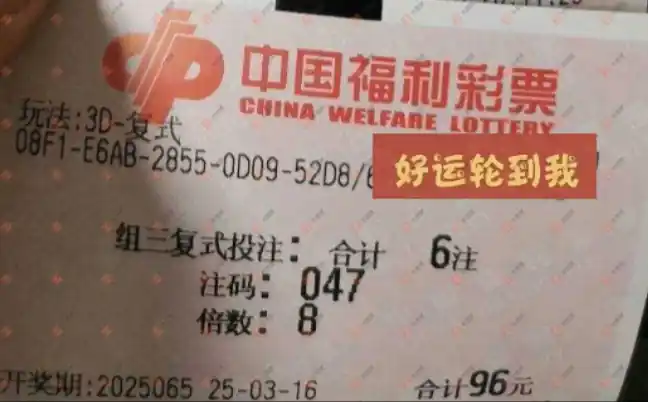 中国福利彩票
CHINA WELFARE LOTTERY
玩法:3D-复式
08F1-E6AB-2855-0D09-52D8/
好运轮到我
组三复式投注: 合计 6注
注码: 047
倍数: 8
开奖期:2025065 25-03-16 合计96元